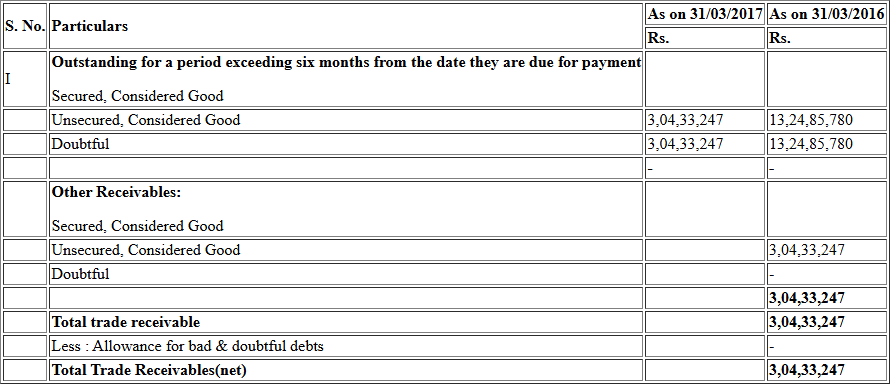 S. No. Particulars As on 31/03/2017 As on 31/03/2016
Rs. Rs.
I Outstanding for a period exceeding six months from the date they are due for payment
Secured, Considered Good
Unsecured, Considered Good 3,04,33,247 13,24,85,780
Doubtful 3,04,33,247 13,24,85,780
- -
Other Receivables:
Secured, Considered Good
Unsecured, Considered Good 3,04,33,247
Doubtful -
3,04,33,247
Total trade receivable 3,04,33,247
Less : Allowance for bad & doubtful debts -
Total Trade Receivables(net) 3,04,33,247